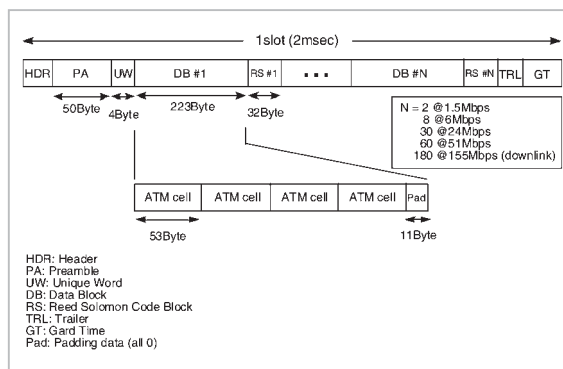 1slot (2msec)
HDR PA UW DB #1 RS #1 ... DB #N RS #N TRL GT
50Byte 4Byte 223Byte 32Byte
N = 2 @1.5Mbps
8 @6Mbps
30 @24Mbps
60 @51Mbps
180 @155Mbps (downlink)
ATM cell ATM cell ATM cell ATM cell Pad
53Byte 11Byte
HDR: Header
PA: Preamble
UW: Unique Word
DB: Data Block
RS: Reed Solomon Code Block
TRL: Trailer
GT: Gard Time
Pad: Padding data (all 0)